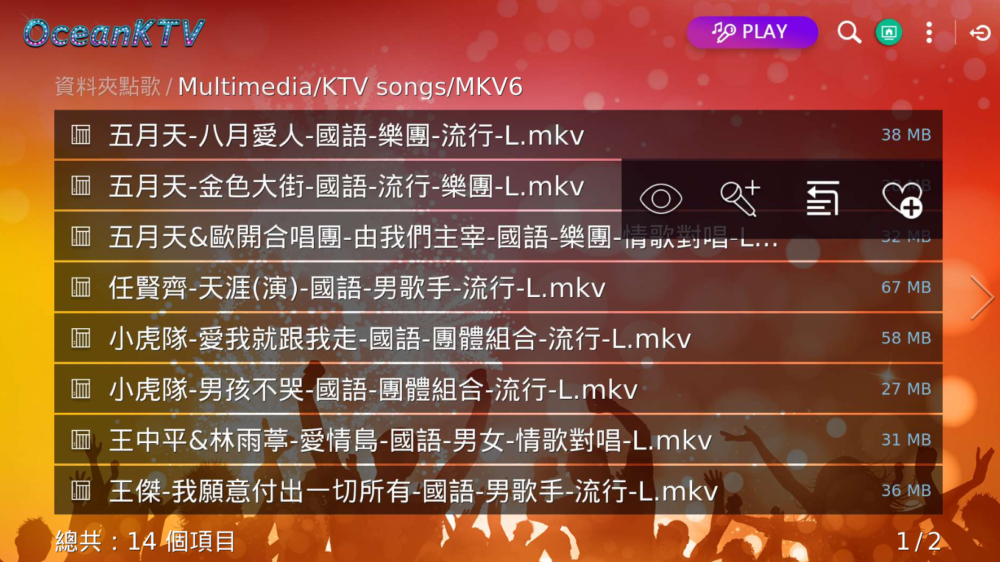 OceanKTV
PLAY
資料夾點歌 / Multimedia/KTV songs/MKV6
五月天-八月愛人-國語-樂團-流行-L.mkv 38 MB
五月天-金色大街-國語-流行-樂團-L.mkv
五月天&歐開合唱團-由我們主宰-國語-樂團-情歌對唱-L... 32 MB
任賢齊-天涯(演)-國語-男歌手-流行-L.mkv 67 MB
小虎隊-愛我就跟我走-國語-團體組合-流行-L.mkv 58 MB
小虎隊-男孩不哭-國語-團體組合-流行-L.mkv 27 MB
王中平&林雨葶-愛情島-國語-男女-情歌對唱-L.mkv 31 MB
王傑-我願意付出一切所有-國語-男歌手-流行-L.mkv 36 MB
總共 : 14 個項目
1 / 2